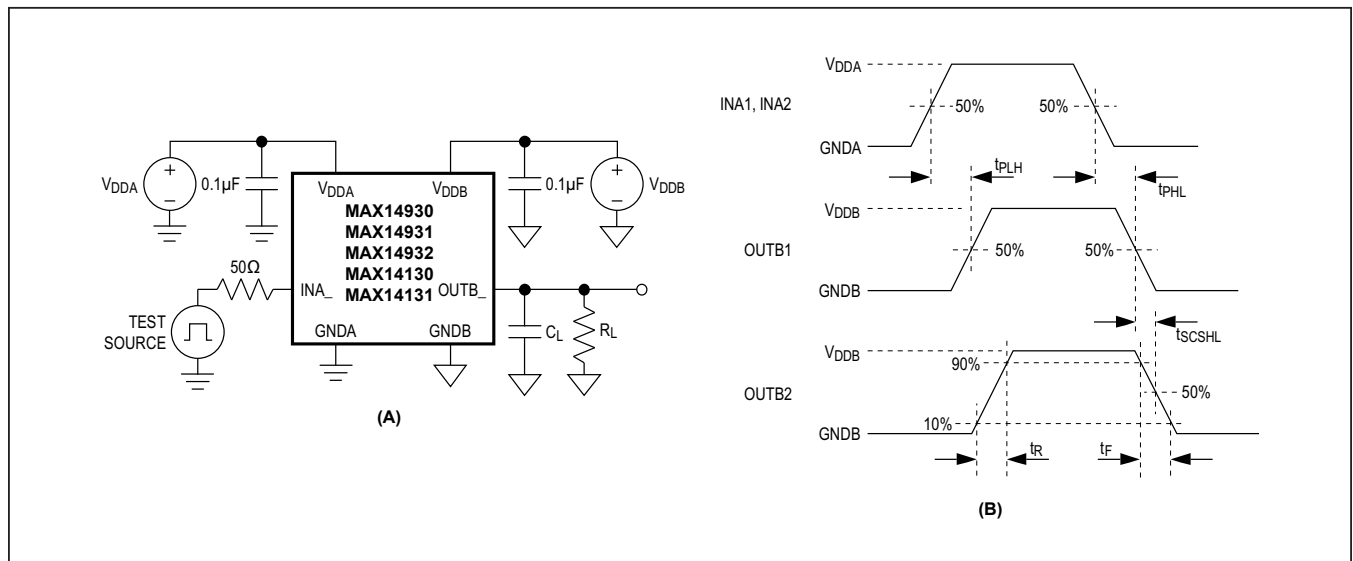 VDDA
0.1µF
VDDA
VDDB
0.1µF
VDDB
MAX14930
MAX14931
MAX14932
MAX14130
MAX14131
50Ω
INA_
OUTB_
TEST
SOURCE
GNDA
GNDB
CL
RL
(A)
VDDA
INA1, INA2
50%
50%
GNDA
tPLH
tPHL
VDDB
OUTB1
50%
50%
GNDB
tSCSHL
VDDB
90%
OUTB2
50%
10%
GNDB
tR
tF
(B)